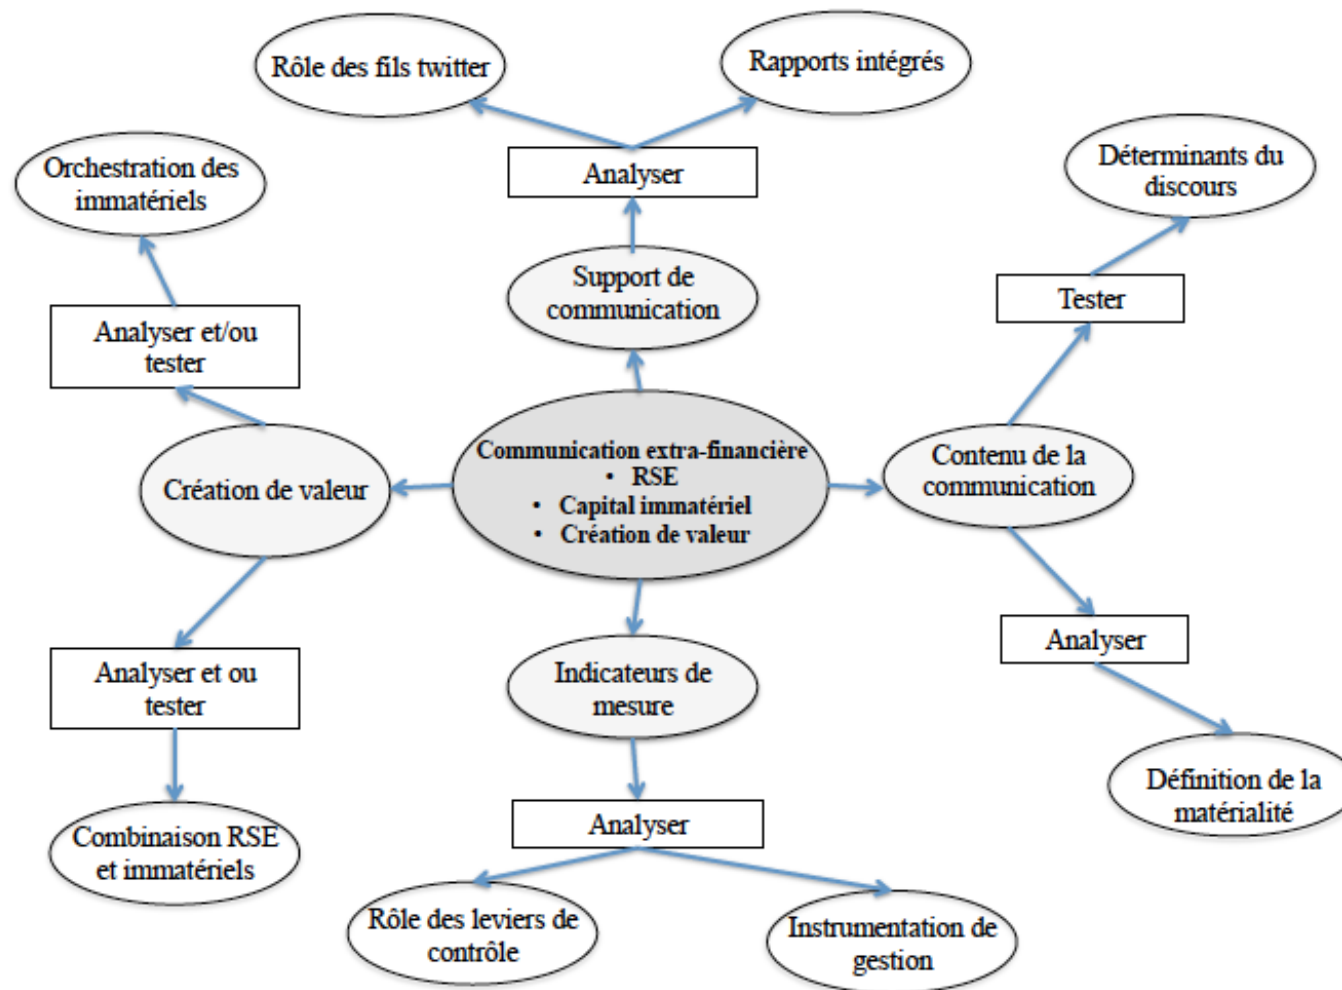 Rôle des fils twitter
Rapports intégrés
Orchestration des
immatériels
Analyser
Déterminants du
discours
Support de
communication
Tester
Analyser et/ou
tester
Communication extra-financière
• RSE
• Capital immatériel
• Création de valeur
Création de valeur
Contenu de la
communication
Analyser
Analyser et ou
tester
Indicateurs de
mesure
Définition de la
matérialité
Analyser
Combinaison RSE
et immatériels
Rôle des leviers de
contrôle
Instrumentation de
gestion